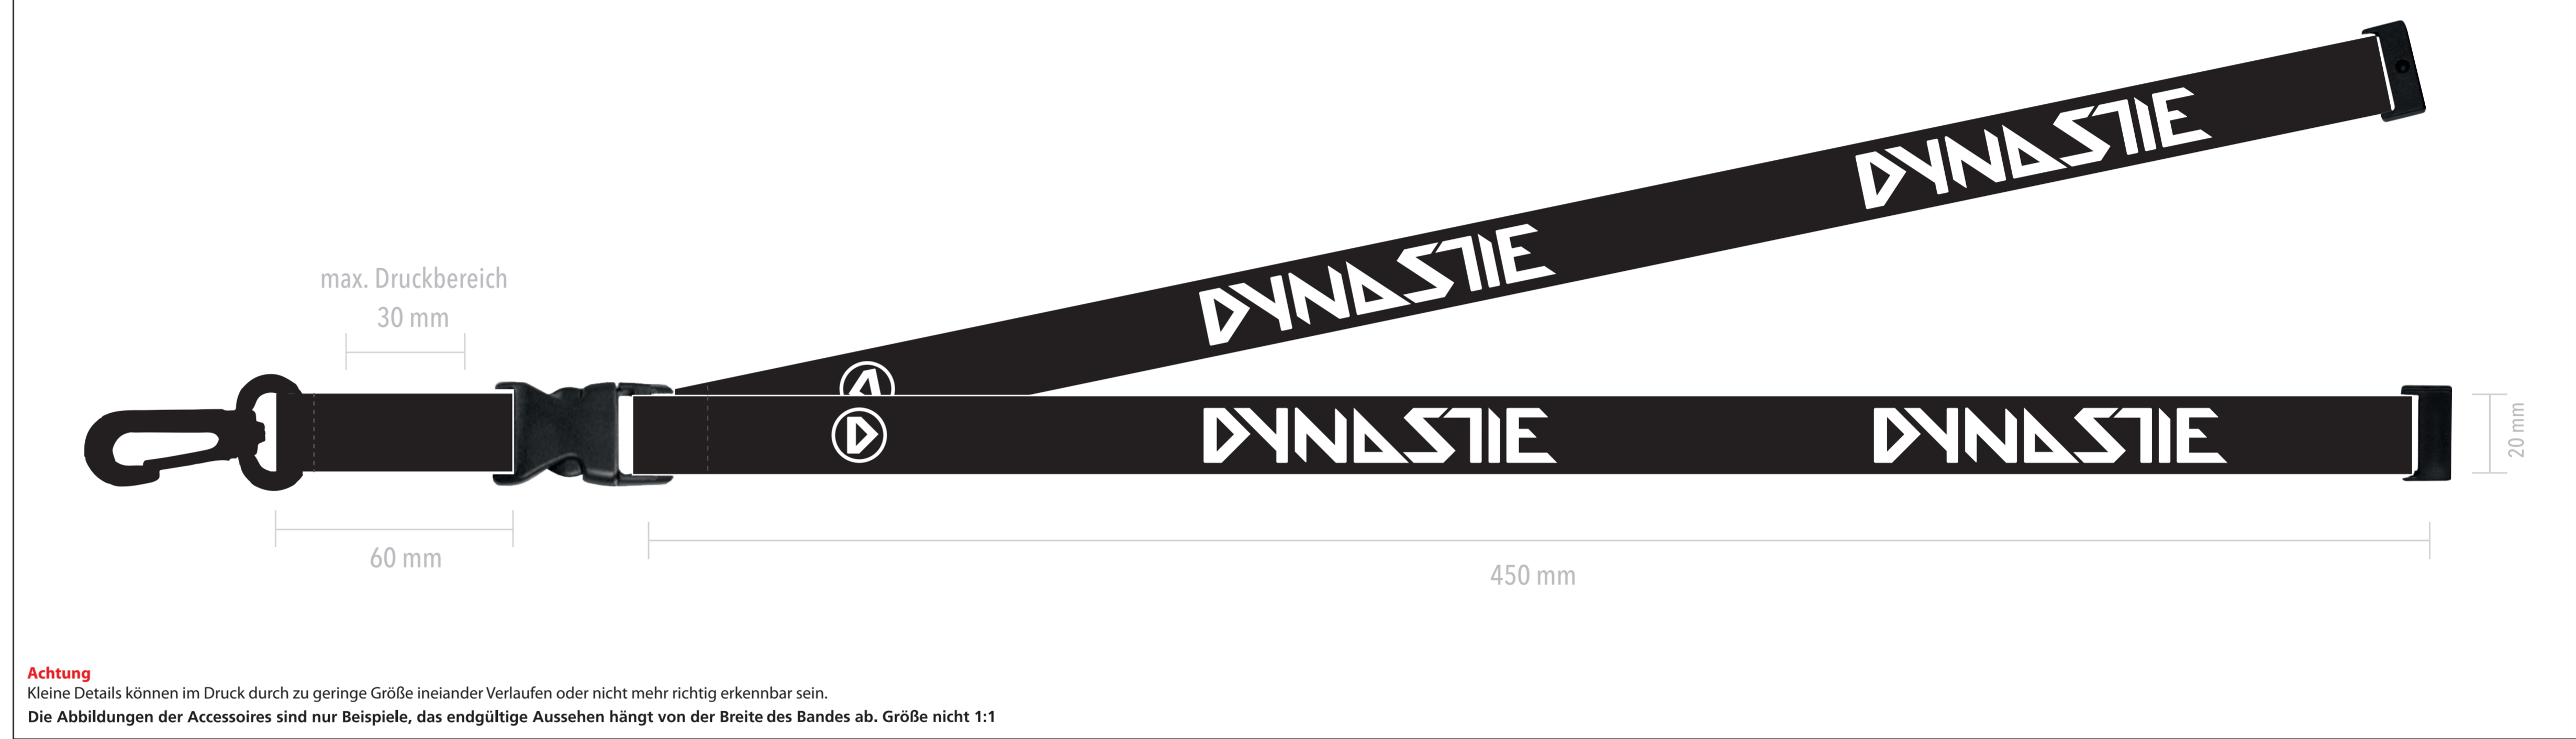 DYNASTIE
DYNASTIE
max. Druckbereich
30 mm
D
D
DYNASTIE
DYNASTIE
20 mm
60 mm
450 mm
Achtung
Kleine Details können im Druck durch zu geringe Größe ineiander Verlaufen oder nicht mehr richtig erkennbar sein.
Die Abbildungen der Accessoires sind nur Beispiele, das endgültige Aussehen hängt von der Breite des Bandes ab. Größe nicht 1:1